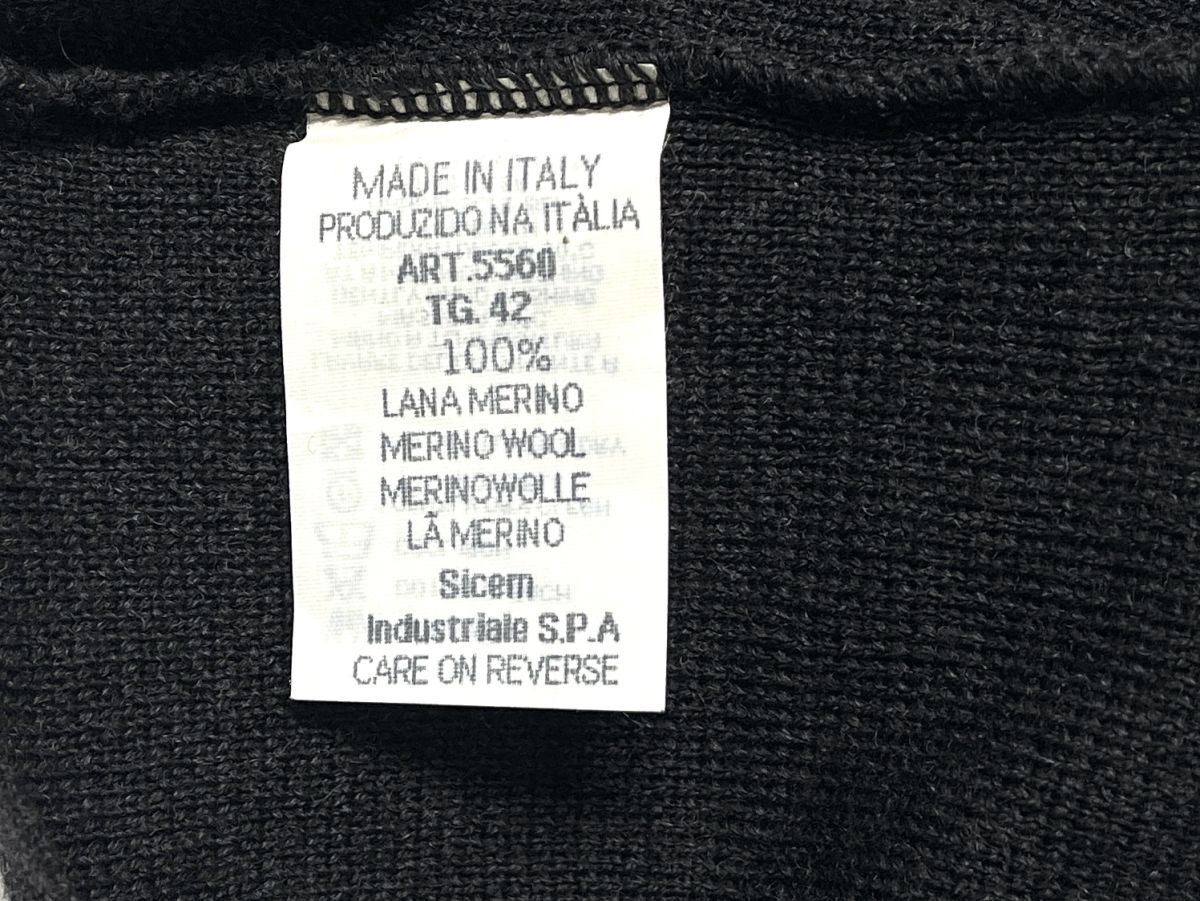 MADE IN ITALY
PRODUZIDO NA ITÀLIA
ART.5560
TG. 42
100%
LANA MERINO
MERINO WOOL
MERINOWOLLE
LÃ MERINO
Sicem
Industriale S.P.A
CARE ON REVERSE